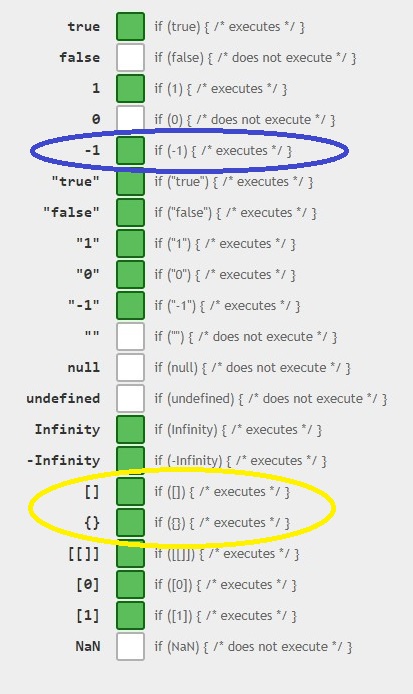 true if (true) { /* executes */ }
false if (false) { /* does not execute */ }
1 if (1) { /* executes */ }
0 if (0) { /* does not execute */ }
-1 if (-1) { /* executes */ }
"true" if ("true") { /* executes */ }
"false" if ("false") { /* executes */ }
"1" if ("1") { /* executes */ }
"0" if ("0") { /* executes */ }
"-1" if ("-1") { /* executes */ }
"" if ("") { /* does not execute */ }
null if (null) { /* does not execute */ }
undefined if (undefined) { /* does not execute */ }
Infinity if (Infinity) { /* executes */ }
-Infinity if (-Infinity) { /* executes */ }
[] if ([]) { /* executes */ }
{} if ({}) { /* executes */ }
[[]] if ([[]]) { /* executes */ }
[0] if ([0]) { /* executes */ }
[1] if ([1]) { /* executes */ }
NaN if (NaN) { /* does not execute */ }